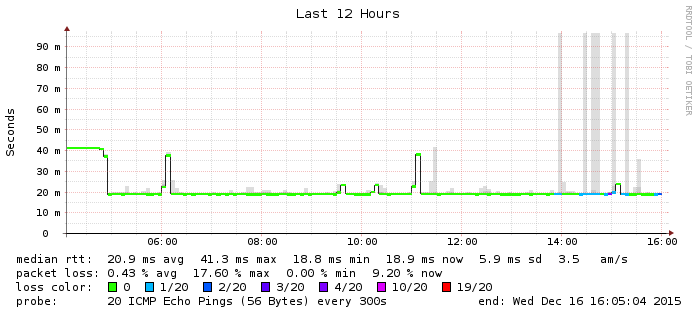 Last 12 Hours
RRDTOOL / TOBI OETIKER
Seconds
90 m
80 m
70 m
60 m
50 m
40 m
30 m
20 m
10 m
0
06:00 08:00 10:00 12:00 14:00 16:00
median rtt: 20.9 ms avg 41.3 ms max 18.8 ms min 18.9 ms now 5.9 ms sd 3.5 am/s
packet loss: 0.43 % avg 17.60 % max 0.00 % min 9.20 % now
loss color: 0 1/20 2/20 3/20 4/20 10/20 19/20
probe: 20 ICMP Echo Pings (56 Bytes) every 300s end: Wed Dec 16 16:05:04 2015